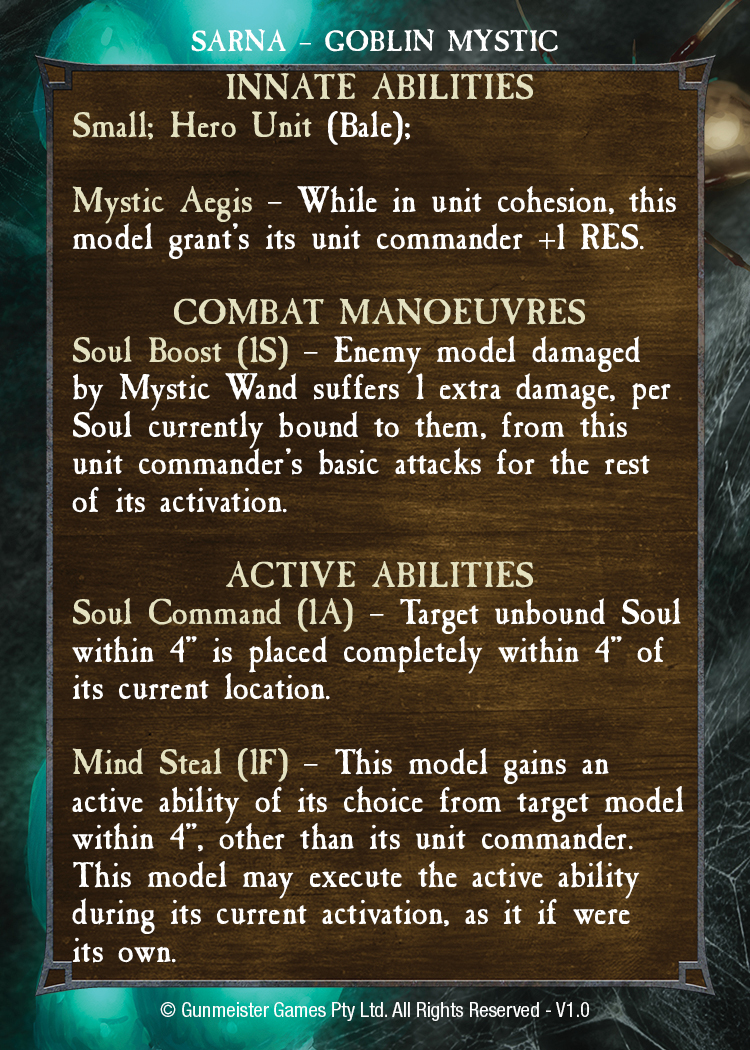 SARNA – GOBLIN MYSTIC
INNATE ABILITIES
Small; Hero Unit (Bale);
Mystic Aegis – While in unit cohesion, this
model grant's its unit commander +1 RES.
COMBAT MANOEUVRES
Soul Boost (1S) – Enemy model damaged
by Mystic Wand suffers 1 extra damage, per
Soul currently bound to them, from this
unit commander's basic attacks for the rest
of its activation.
ACTIVE ABILITIES
Soul Command (1A) – Target unbound Soul
within 4" is placed completely within 4" of
its current location.
Mind Steal (1F) – This model gains an
active ability of its choice from target model
within 4", other than its unit commander.
This model may execute the active ability
during its current activation, as it if were
its own.
© Gunmeister Games Pty Ltd. All Rights Reserved - V1.0